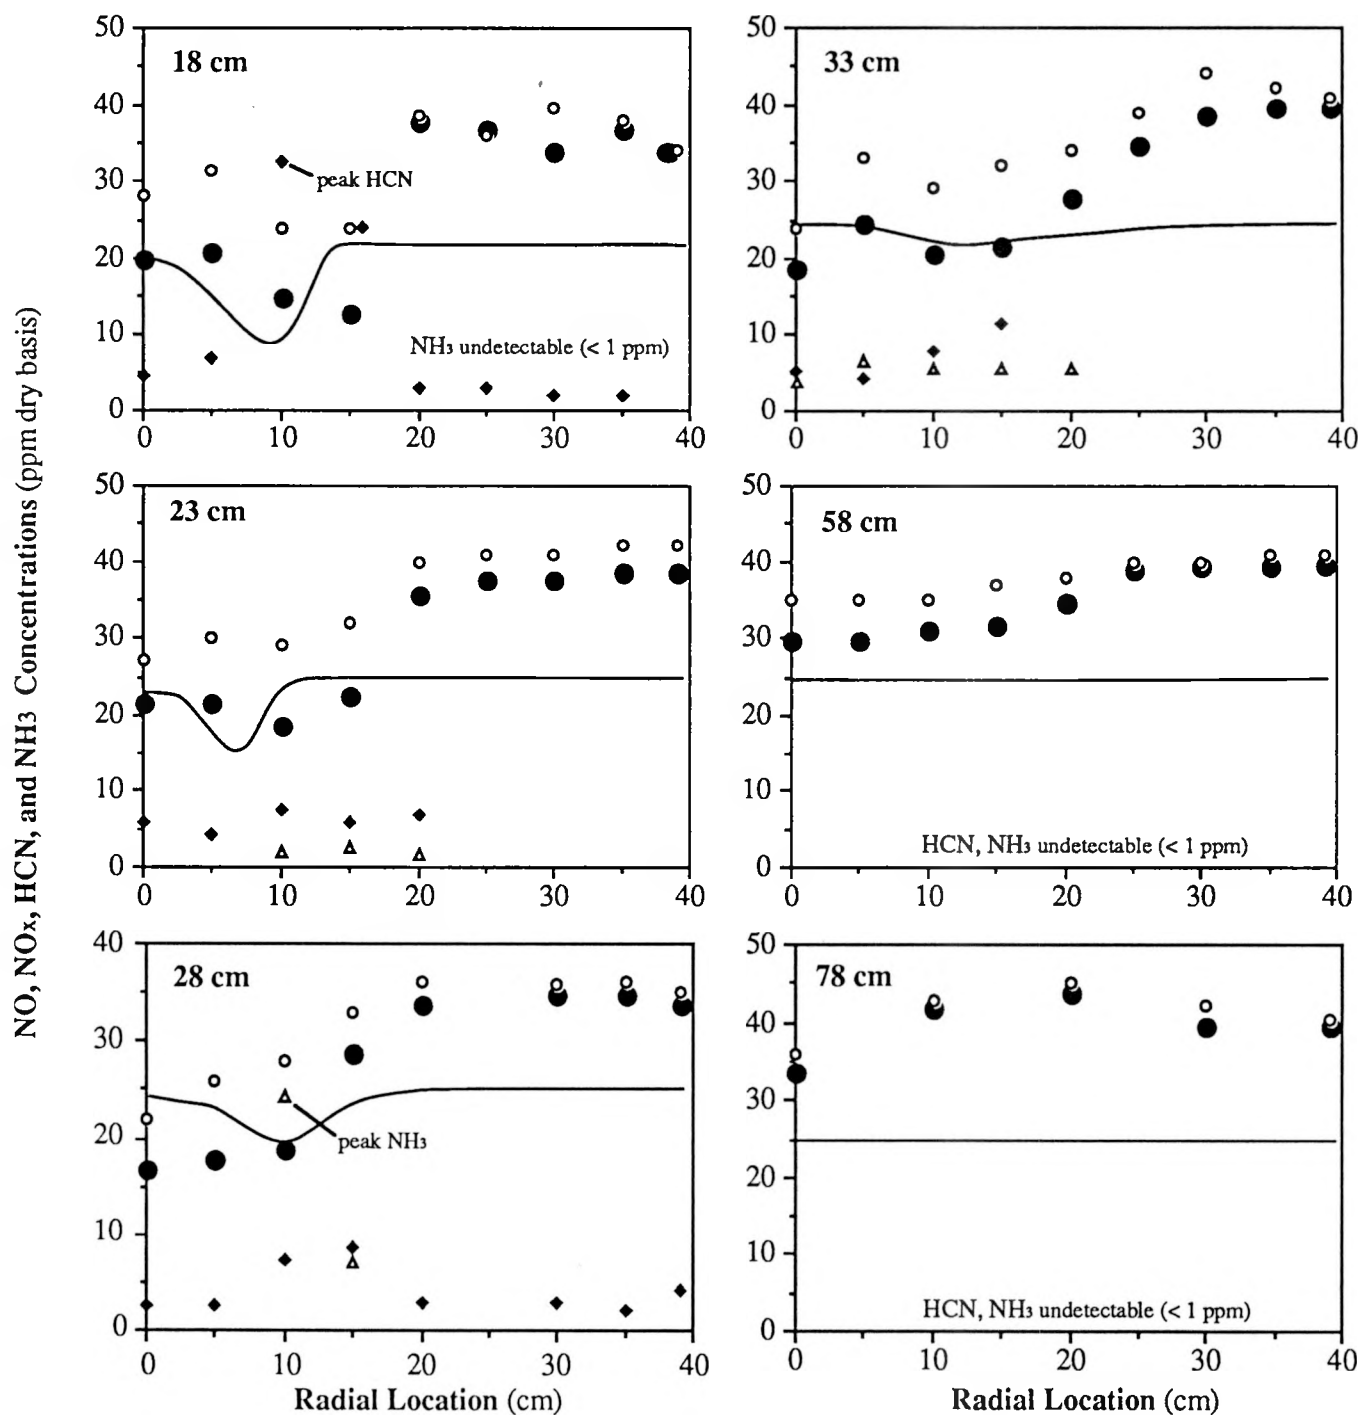 NO, NOx, HCN, and NH3 Concentrations (ppm dry basis)
50
40
30
20
10
0
18 cm
peak HCN
NH3 undetectable (< 1 ppm)
0 10 20 30 40
50
40
30
20
10
0
33 cm
0 10 20 30 40
50
40
30
20
10
0
23 cm
0 10 20 30 40
50
40
30
20
10
0
58 cm
HCN, NH3 undetectable (< 1 ppm)
0 10 20 30 40
40
30
20
10
0
28 cm
peak NH3
0 10 20 30 40
Radial Location (cm)
50
40
30
20
10
0
78 cm
HCN, NH3 undetectable (< 1 ppm)
0 10 20 30 40
Radial Location (cm)